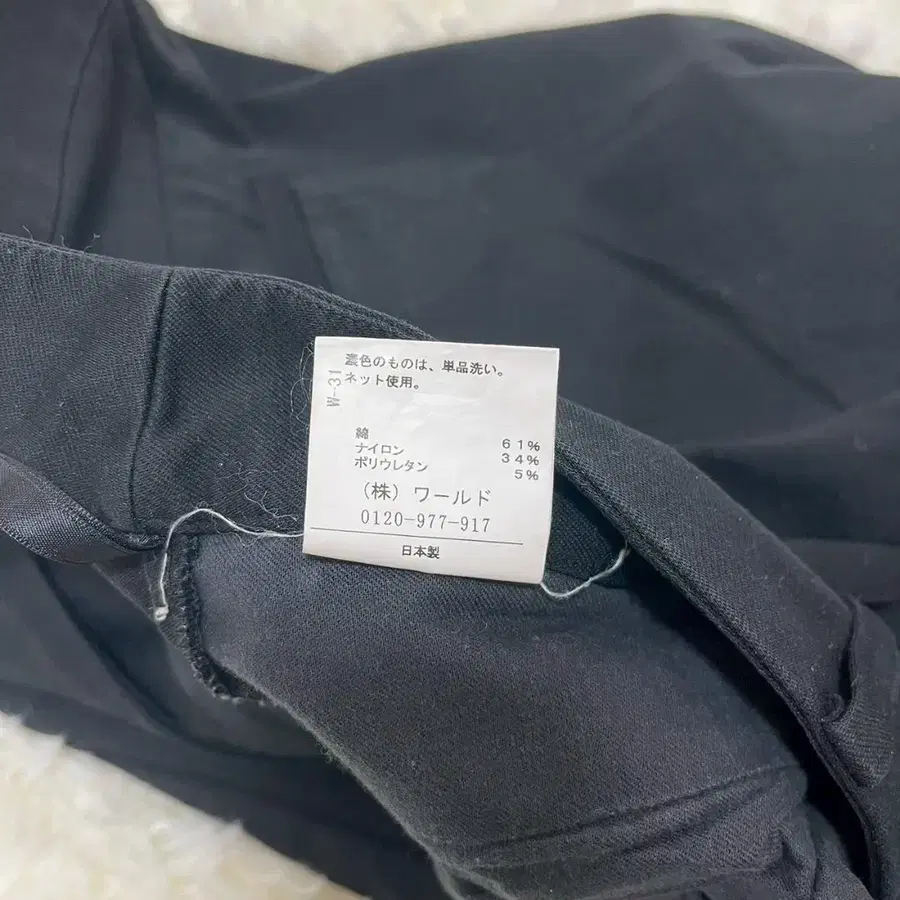 濃色のものは、単品洗い。
ネット使用。
W-31
綿 61%
ナイロン 34%
ポリウレタン 5%
(株) ワールド
0120-977-917
日本製